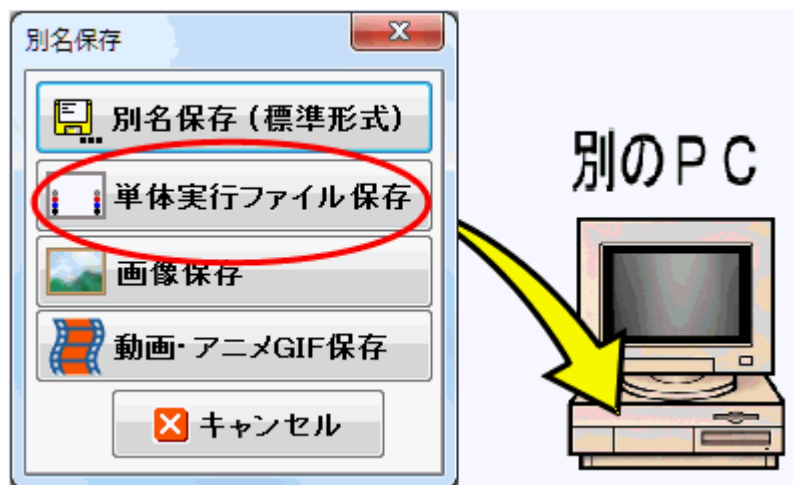 別名保存
別名保存(標準形式)
単体実行ファイル保存
画像保存
動画・アニメGIF保存
キャンセル
別のPC